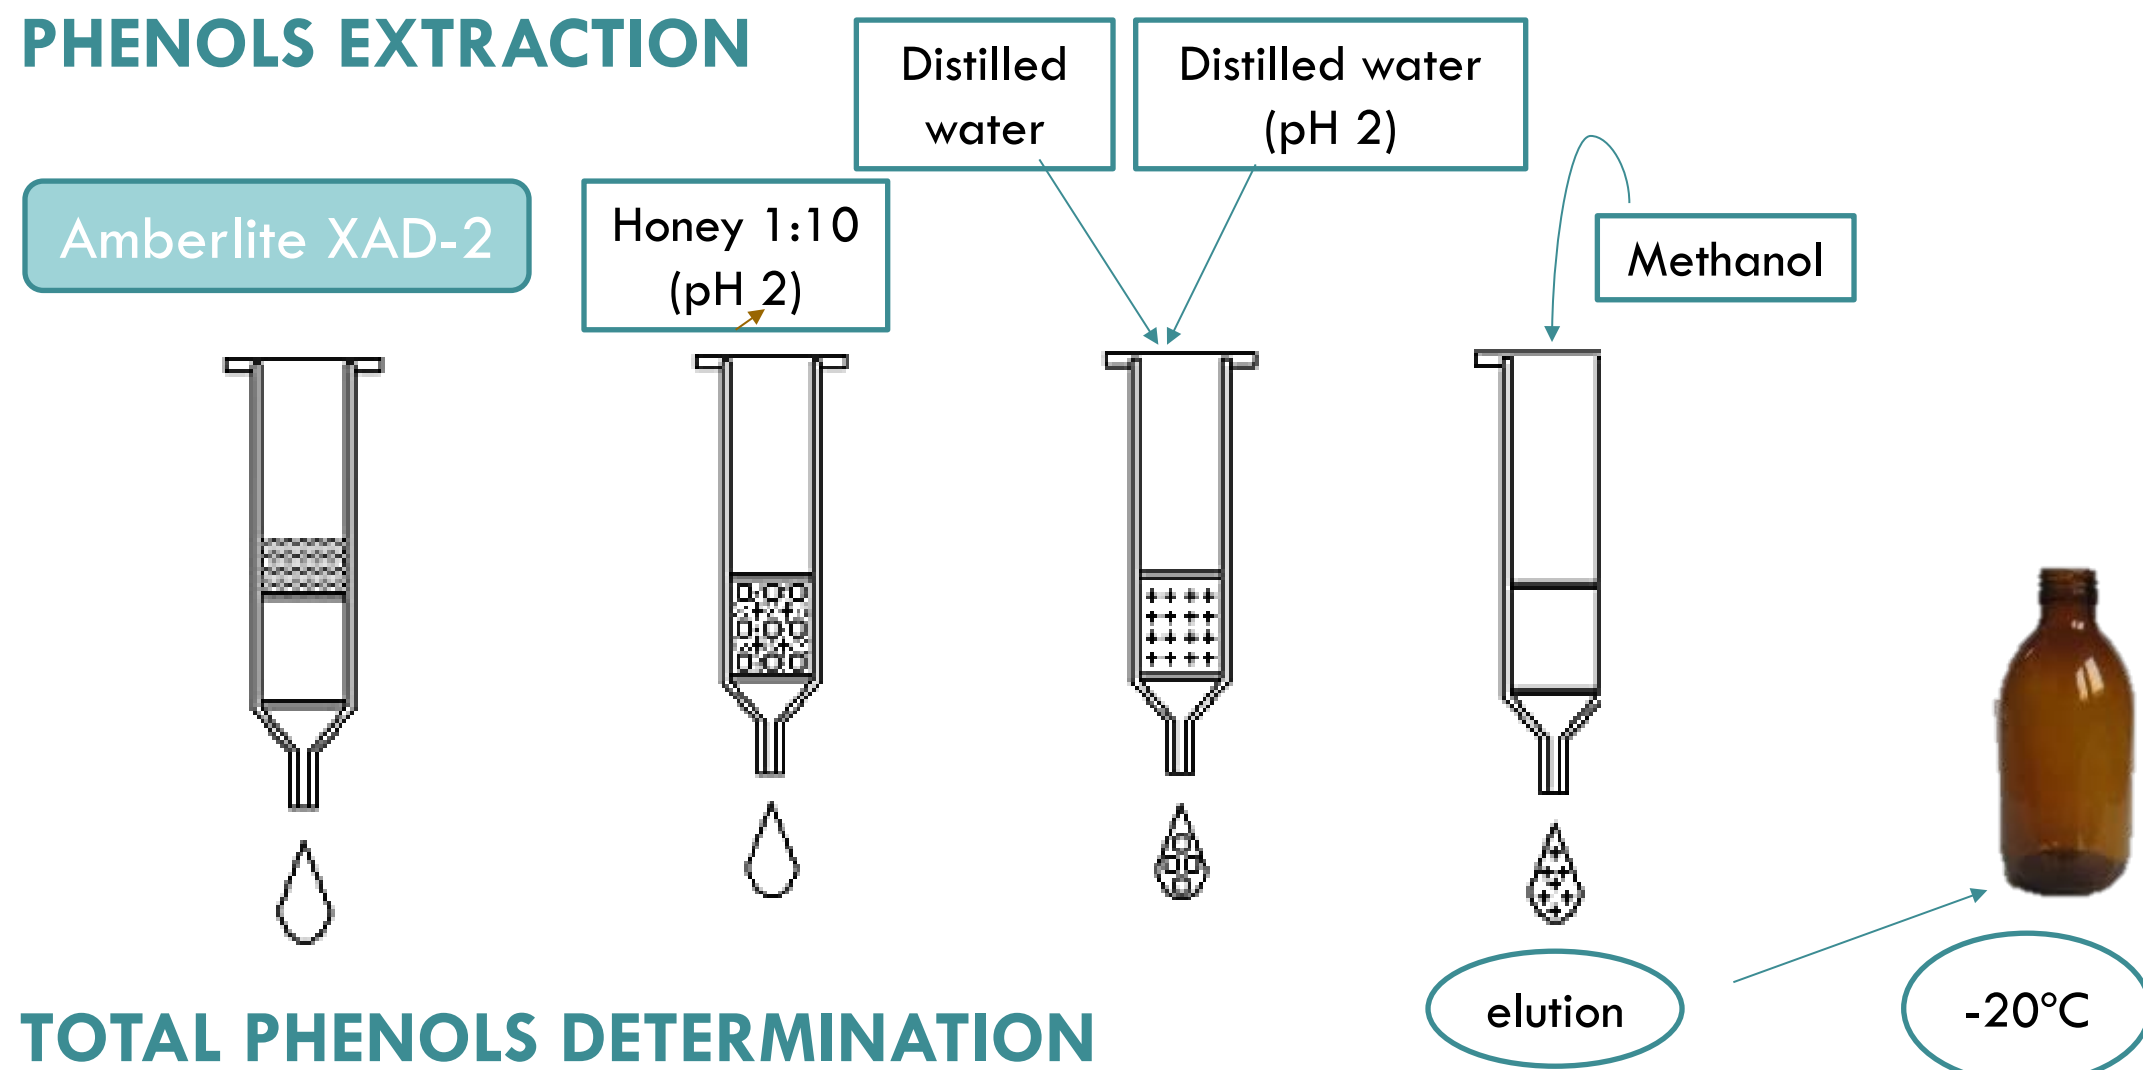 PHENOLS EXTRACTION
Distilled
water
Distilled water
(pH 2)
Amberlite XAD-2
Honey 1:10
(pH 2)
Methanol
elution
-20°C
TOTAL PHENOLS DETERMINATION